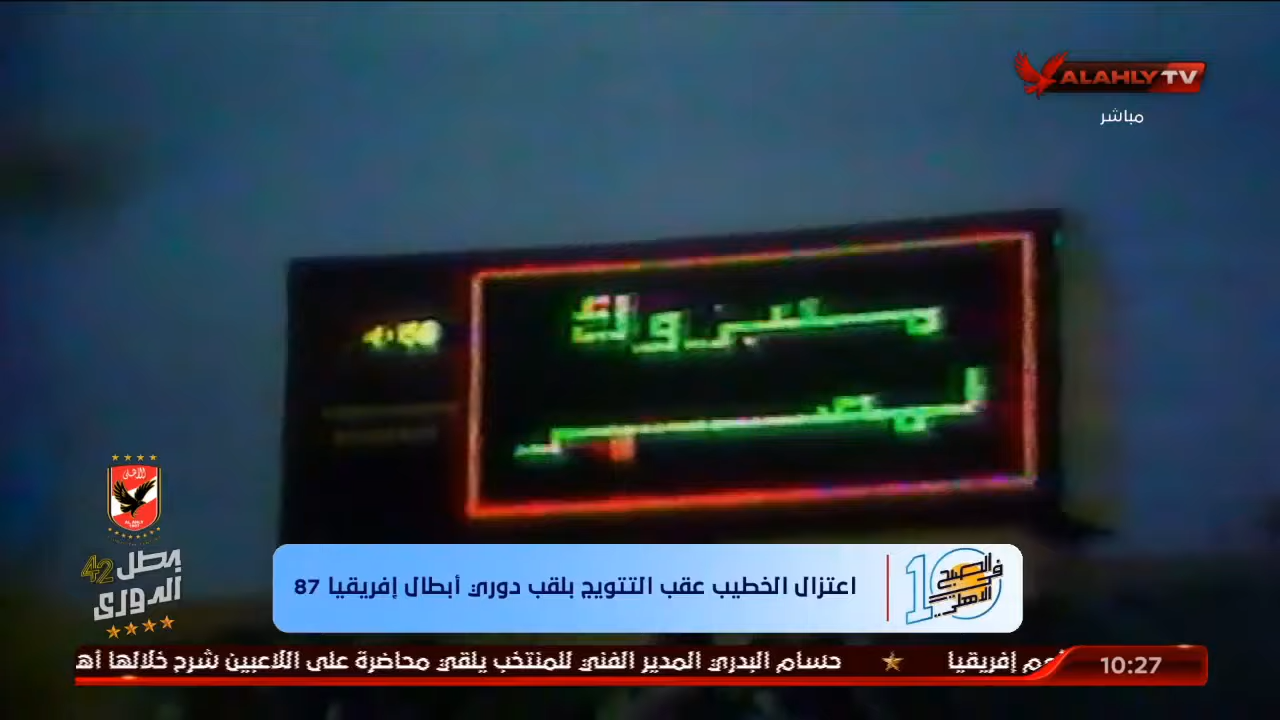 ALAHLY TV
مباشر
مبروك
لمصر
بطل
الدوري
42
اعتزال الخطيب عقب التتويج بلقب دوري أبطال إفريقيا 87
10
الصبح
في
الأهلي..
10:27
إفريقيا ★ حسام البدري المدير الفني للمنتخب يلقي محاضرة على اللاعبين شرح خلالها